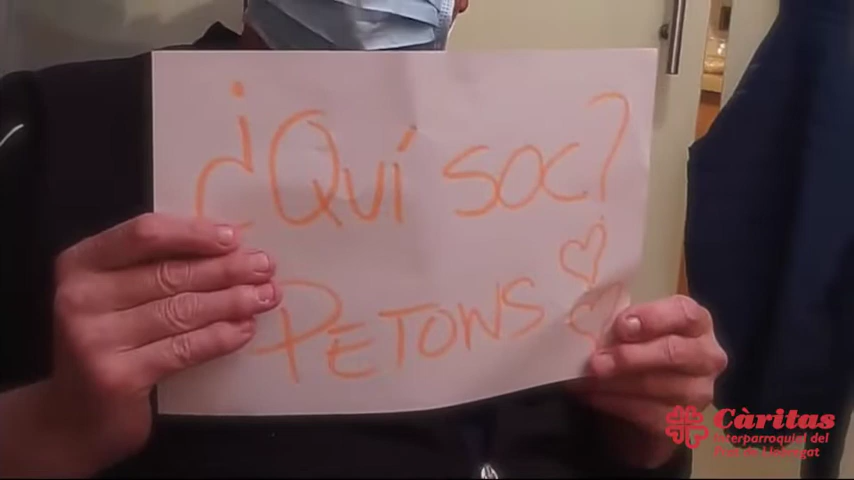 ¿Quí soc?
PETONS
Càritas
Interparroquial del
Prat de Llobregat